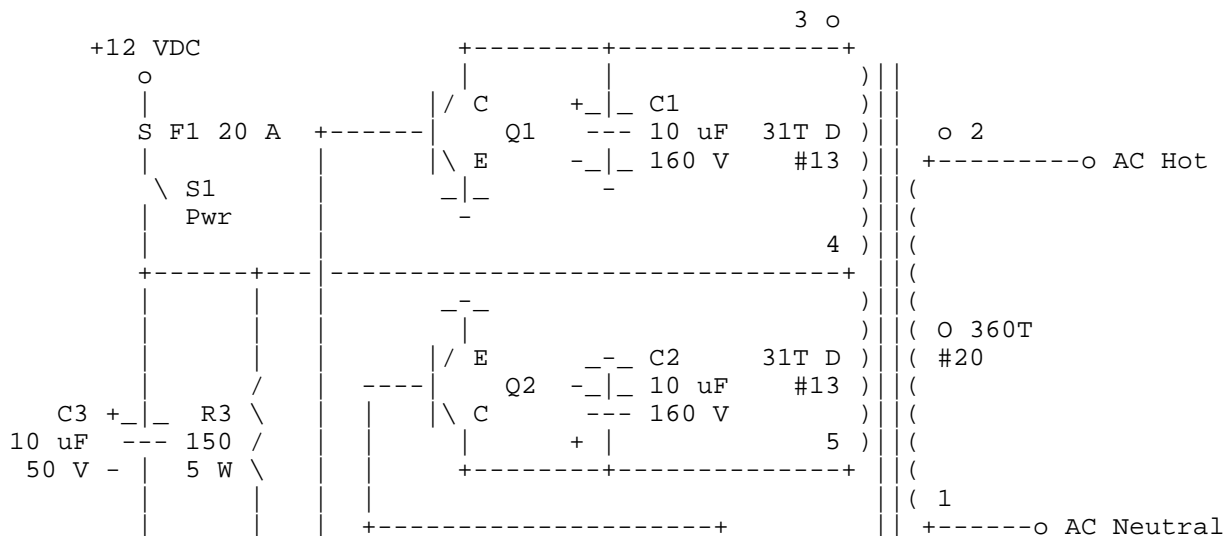 3 o
+12 VDC
o
/ C + C1
S F1 20 A Q1 10 uF 31T D o 2
\ E - 160 V #13 o AC Hot
\ S1
Pwr
4
/ E C2 31T D O 360T
Q2 - 10 uF #13 #20
C3 + R3 \ C 160 V
10 uF 150 + 5
50 V - 5 W
1
o AC Neutral